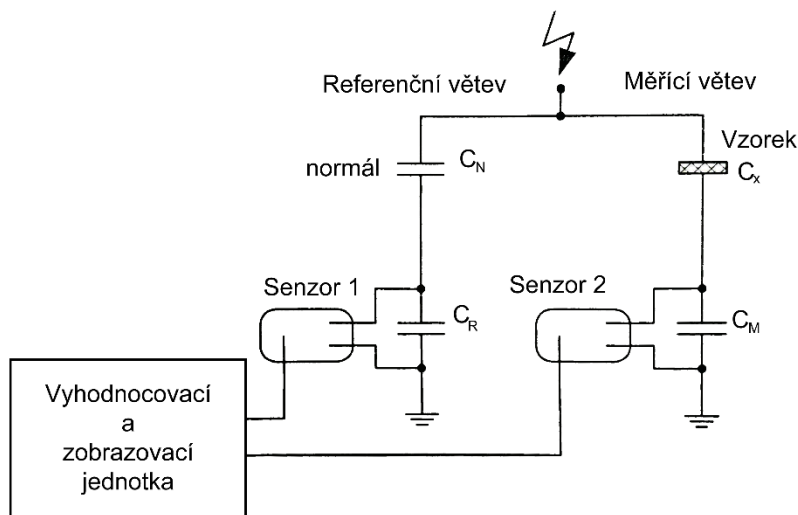 Referenční větev
Měřící větev
normál
C_N
Vzorek
C_x
Senzor 1
C_R
Senzor 2
C_M
Vyhodnocovací
a
zobrazovací
jednotka